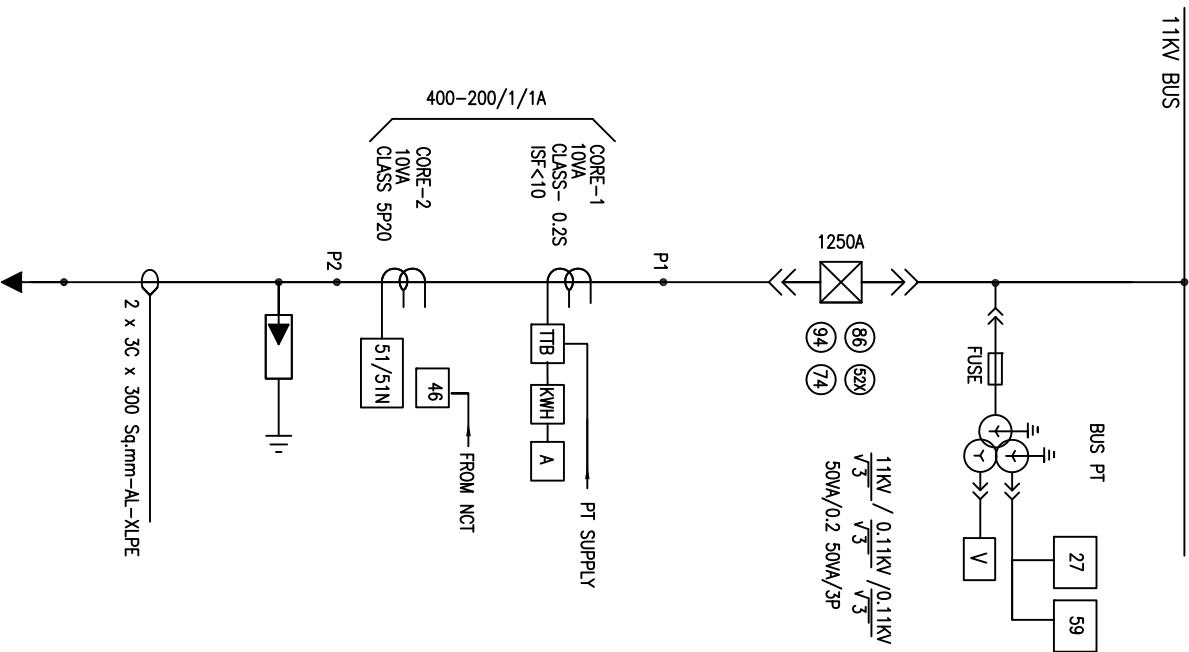 11KV BUS
BUS PT
FUSE
27
59
V
11KV / 0.11KV /0.11KV
√3 √3 √3
50VA/0.2 50VA/3P
1250A
86
52X
94
74
P1
400-200/1/1A
CORE-1
10VA
CLASS- 0.2S
ISF<10
TTB
KWH
A
PT SUPPLY
CORE-2
10VA
CLASS 5P20
51/51N
46
FROM NCT
P2
2 x 3C x 300 Sq.mm-AL-XLPE